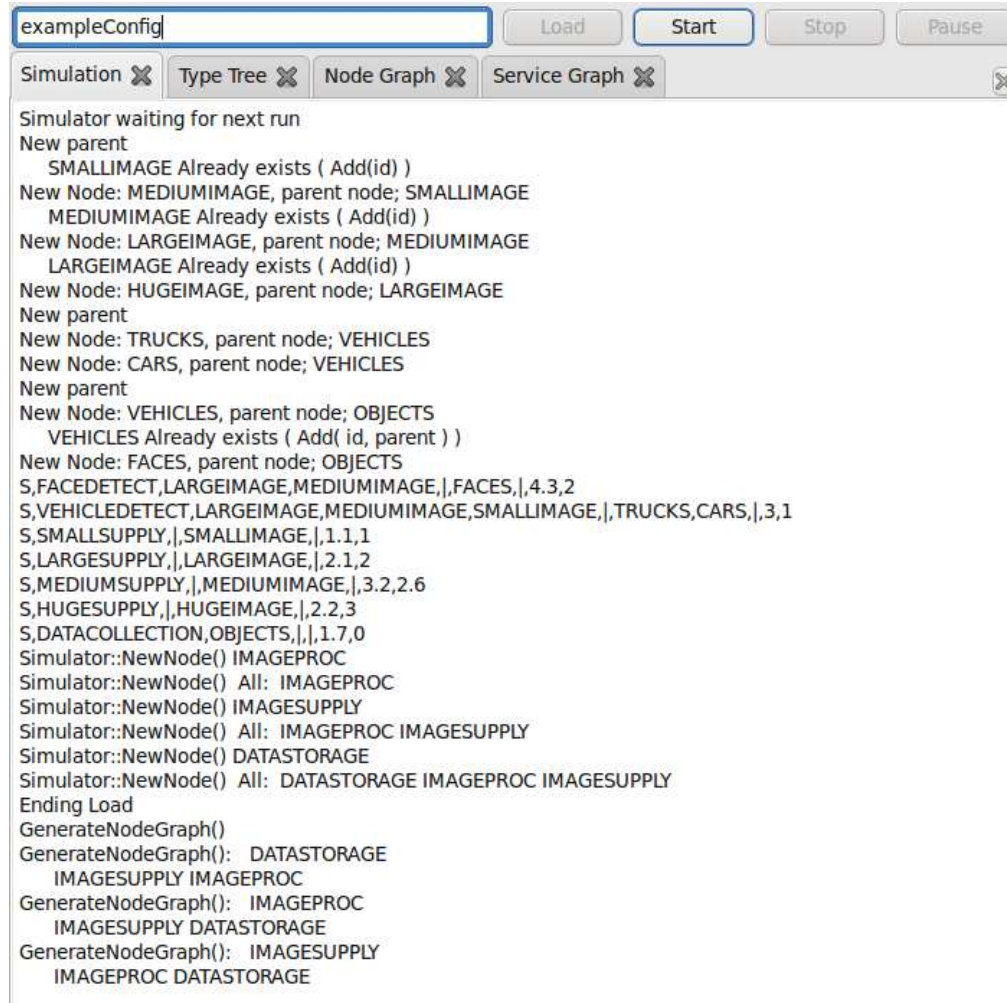 exampleConfig Load Start Stop Pause
Simulation Type Tree Node Graph Service Graph
Simulator waiting for next run
New parent
SMALLIMAGE Already exists ( Add(id) )
New Node: MEDIUMIMAGE, parent node; SMALLIMAGE
MEDIUMIMAGE Already exists ( Add(id) )
New Node: LARGEIMAGE, parent node; MEDIUMIMAGE
LARGEIMAGE Already exists ( Add(id) )
New Node: HUGEIMAGE, parent node; LARGEIMAGE
New parent
New Node: TRUCKS, parent node; VEHICLES
New Node: CARS, parent node; VEHICLES
New parent
New Node: VEHICLES, parent node; OBJECTS
VEHICLES Already exists ( Add( id, parent ) )
New Node: FACES, parent node; OBJECTS
S,FACEDETECT,LARGEIMAGE,MEDIUMIMAGE,|,FACES,|,4.3,2
S,VEHICLEDETECT,LARGEIMAGE,MEDIUMIMAGE,SMALLIMAGE,|,TRUCKS,CARS,|,3,1
S,SMALLSUPPLY,|,SMALLIMAGE,|,1.1,1
S,LARGESUPPLY,|,LARGEIMAGE,|,2.1,2
S,MEDIUMSUPPLY,|,MEDIUMIMAGE,|,3.2,2.6
S,HUGESUPPLY,|,HUGEIMAGE,|,2.2,3
S,DATACOLLECTION,OBJECTS,|,|,1.7,0
Simulator::NewNode() IMAGEPROC
Simulator::NewNode()  All:  IMAGEPROC
Simulator::NewNode() IMAGESUPPLY
Simulator::NewNode()  All:  IMAGEPROC IMAGESUPPLY
Simulator::NewNode() DATASTORAGE
Simulator::NewNode()  All:  DATASTORAGE IMAGEPROC IMAGESUPPLY
Ending Load
GenerateNodeGraph()
GenerateNodeGraph():   DATASTORAGE
IMAGESUPPLY IMAGEPROC
GenerateNodeGraph():   IMAGEPROC
IMAGESUPPLY DATASTORAGE
GenerateNodeGraph():   IMAGESUPPLY
IMAGEPROC DATASTORAGE